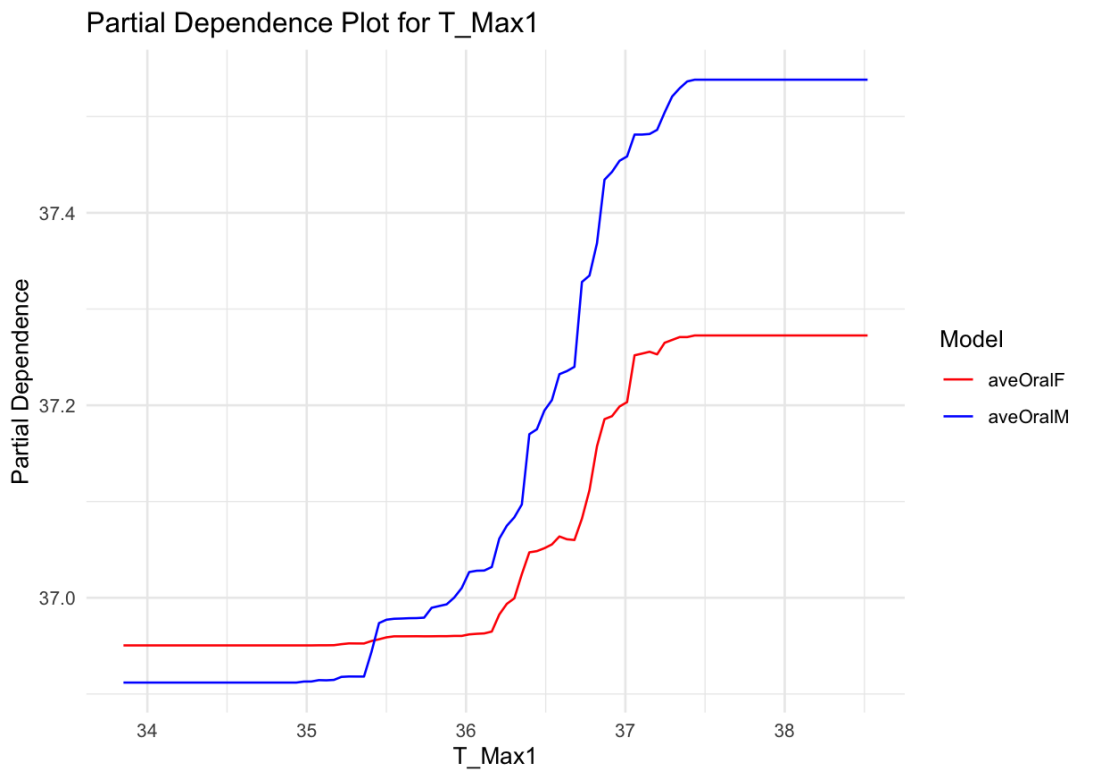 Partial Dependence Plot for T_Max1
Partial Dependence
37.4
37.2
37.0
34
35
36
37
38
T_Max1
Model
aveOralF
aveOralM